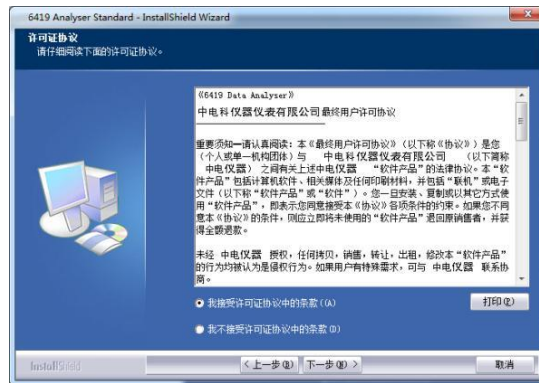 6419 Analyser Standard - InstallShield Wizard
许可证协议
请仔细阅读下面的许可证协议。
《6419 Data Analyser》
中电科仪器仪表有限公司最终用户许可协议
重要须知—请认真阅读：本《最终用户许可协议》（以下称《协议》）是您
（个人或单一机构团体）与 中电科仪器仪表有限公司 （以下简称
中电仪器） 之间有关上述中电仪器 “软件产品”的法律协议。本“软
件产品”包括计算机软件、相关媒体及任何印刷材料，并包括“联机”或电子
文件（以下称“软件产品”或“软件”）。您一旦安装、复制或以其它方式使
用“软件产品”，即表示您同意接受本《协议》各项条件的约束。如果您不同
意本《协议》的条件，则应立即将未使用的“软件产品”退回原销售者，并获
得全额退款。
未经 中电仪器 授权，任何拷贝，销售，转让，出租，修改本“软件产品”
的行为均被认为是侵权行为。如果用户有特殊需求，可与 中电仪器 联系协
商。
我接受许可证协议中的条款(A)
打印(P)
我不接受许可证协议中的条款(D)
InstallShield
< 上一步(B) 下一步(N) > 取消